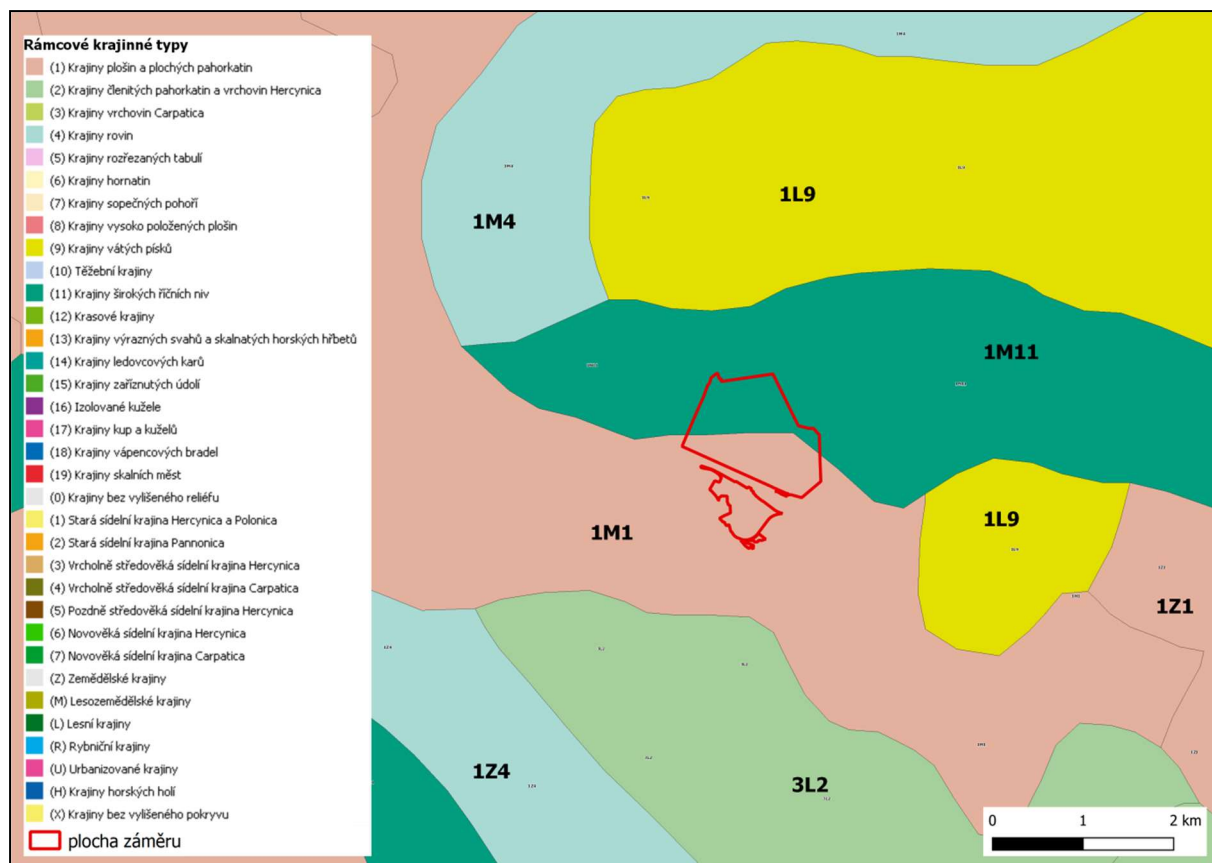 Rámcové krajinné typy
(1) Krajiny plošin a plochých pahorkatin
(2) Krajiny členitých pahorkatin a vrchovin Hercynica
(3) Krajiny vrchovin Carpatica
(4) Krajiny rovin
(5) Krajiny rozřezaných tabulí
(6) Krajiny hornatin
(7) Krajiny sopečných pohoří
(8) Krajiny vysoko položených plošin
(9) Krajiny vátých písků
(10) Těžební krajiny
(11) Krajiny širokých říčních niv
(12) Krasové krajiny
(13) Krajiny výrazných svahů a skalnatých horských hřbetů
(14) Krajiny ledovcových karů
(15) Krajiny zaříznutých údolí
(16) Izolované kužele
(17) Krajiny kup a kuželů
(18) Krajiny vápencových bradel
(19) Krajiny skalních měst
(0) Krajiny bez vylišeného reliéfu
(1) Stará sídelní krajina Hercynica a Polonica
(2) Stará sídelní krajina Pannonica
(3) Vrcholně středověká sídelní krajina Hercynica
(4) Vrcholně středověká sídelní krajina Carpatica
(5) Pozdně středověká sídelní krajina Hercynica
(6) Novověká sídelní krajina Hercynica
(7) Novověká sídelní krajina Carpatica
(Z) Zemědělské krajiny
(M) Lesozemědělské krajiny
(L) Lesní krajiny
(R) Rybniční krajiny
(U) Urbanizované krajiny
(H) Krajiny horských holí
(X) Krajiny bez vylišeného pokryvu
plocha záměru
1L9
1M4
1M11
1M1
1L9
1Z1
1Z4
3L2
0 1 2 km